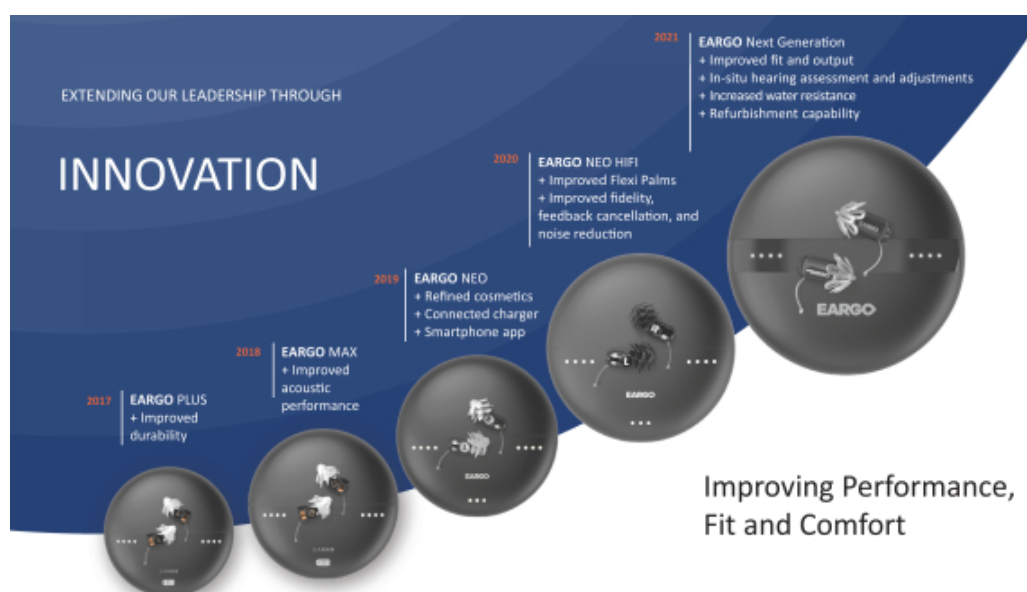 EXTENDING OUR LEADERSHIP THROUGH
INNOVATION
2017
EARGO PLUS
+ Improved
durability
2018
EARGO MAX
+ Improved
acoustic
performance
2019
EARGO NEO
+ Refined cosmetics
+ Connected charger
+ Smartphone app
2020
EARGO NEO HIFI
+ Improved Flexi Palms
+ Improved fidelity,
feedback cancellation, and
noise reduction
2021
EARGO Next Generation
+ Improved fit and output
+ In-situ hearing assessment and adjustments
+ Increased water resistance
+ Refurbishment capability
EARGO
EARGO
EARGO
EARGO
Improving Performance,
Fit and Comfort